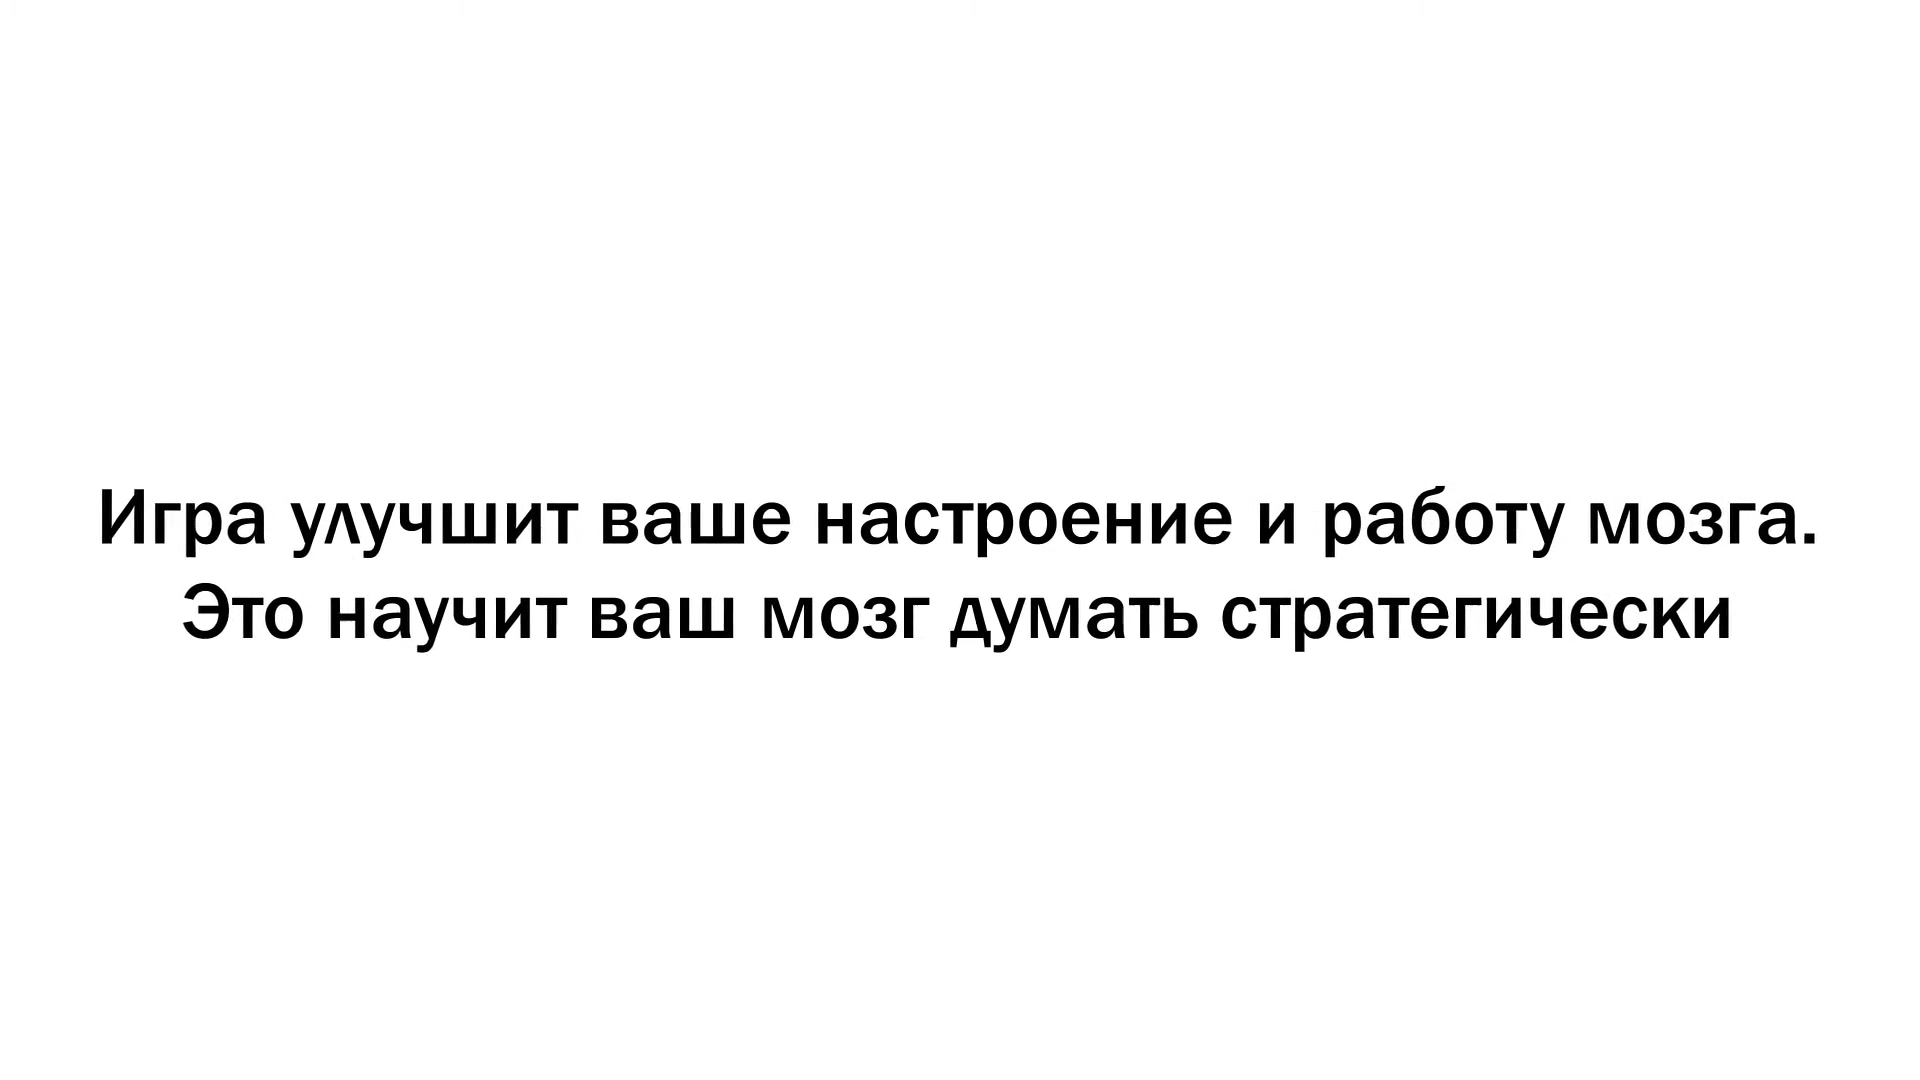 Игра улучшит ваше настроение и работу мозга.
Это научит ваш мозг думать стратегически